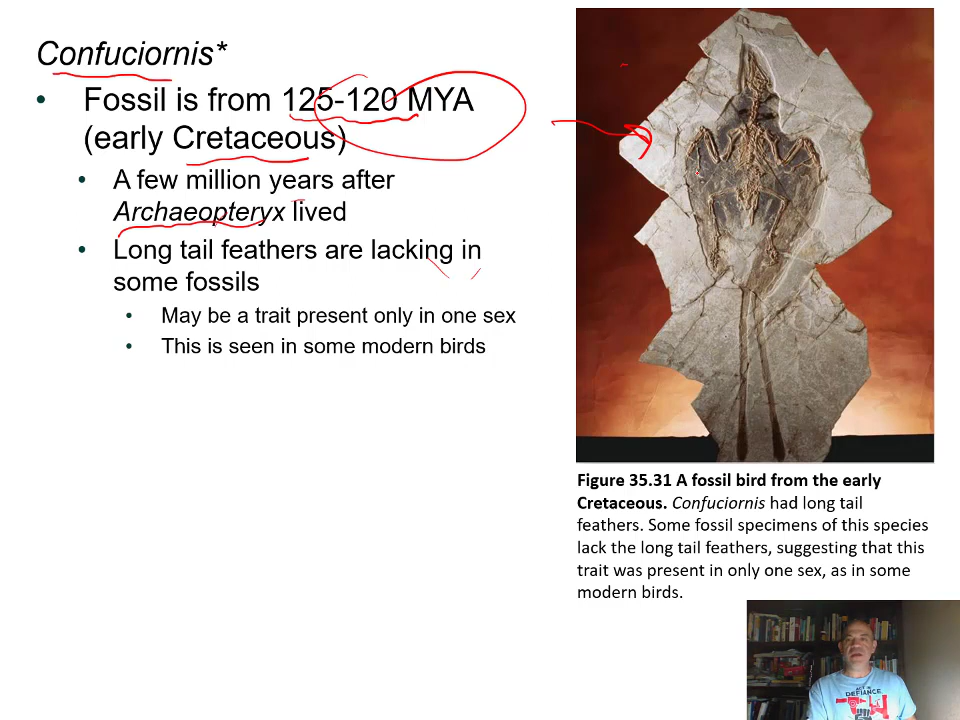 Confuciornis*
• Fossil is from 125-120 MYA
(early Cretaceous)
• A few million years after
Archaeopteryx lived
• Long tail feathers are lacking in
some fossils
• May be a trait present only in one sex
• This is seen in some modern birds
Figure 35.31 A fossil bird from the early
Cretaceous. Confuciornis had long tail
feathers. Some fossil specimens of this species
lack the long tail feathers, suggesting that this
trait was present in only one sex, as in some
modern birds.
DEFIANCE